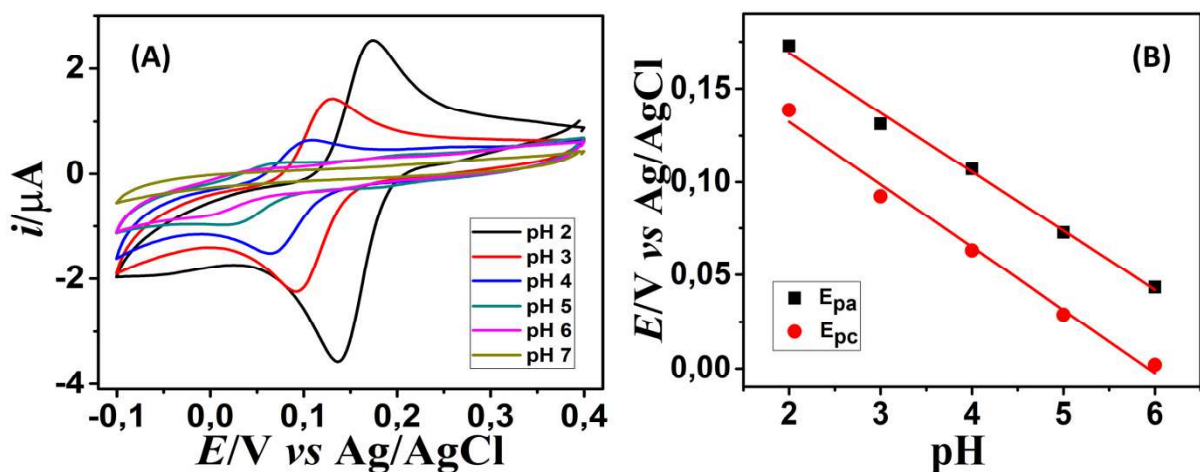 (A)
i/μA
2
0
-2
-4
pH 2
pH 3
pH 4
pH 5
pH 6
pH 7
-0,1
0,0
0,1
0,2
0,3
0,4
E/V vs Ag/AgCl
(B)
E/V vs Ag/AgCl
0,15
0,10
0,05
0,00
Epa
Epc
2
3
4
5
6
pH